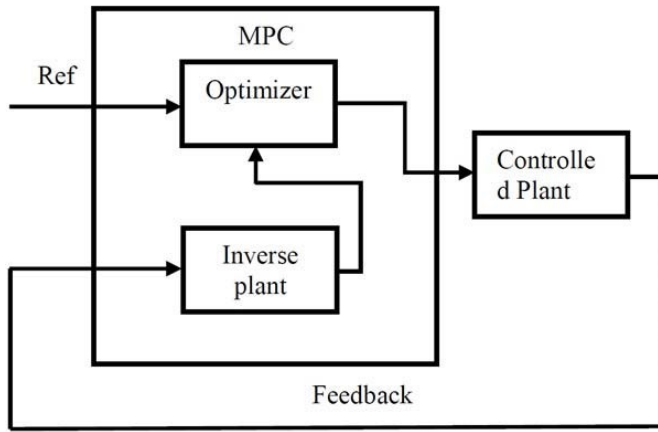 MPC
Ref
Optimizer
Controlle
d Plant
Inverse
plant
Feedback